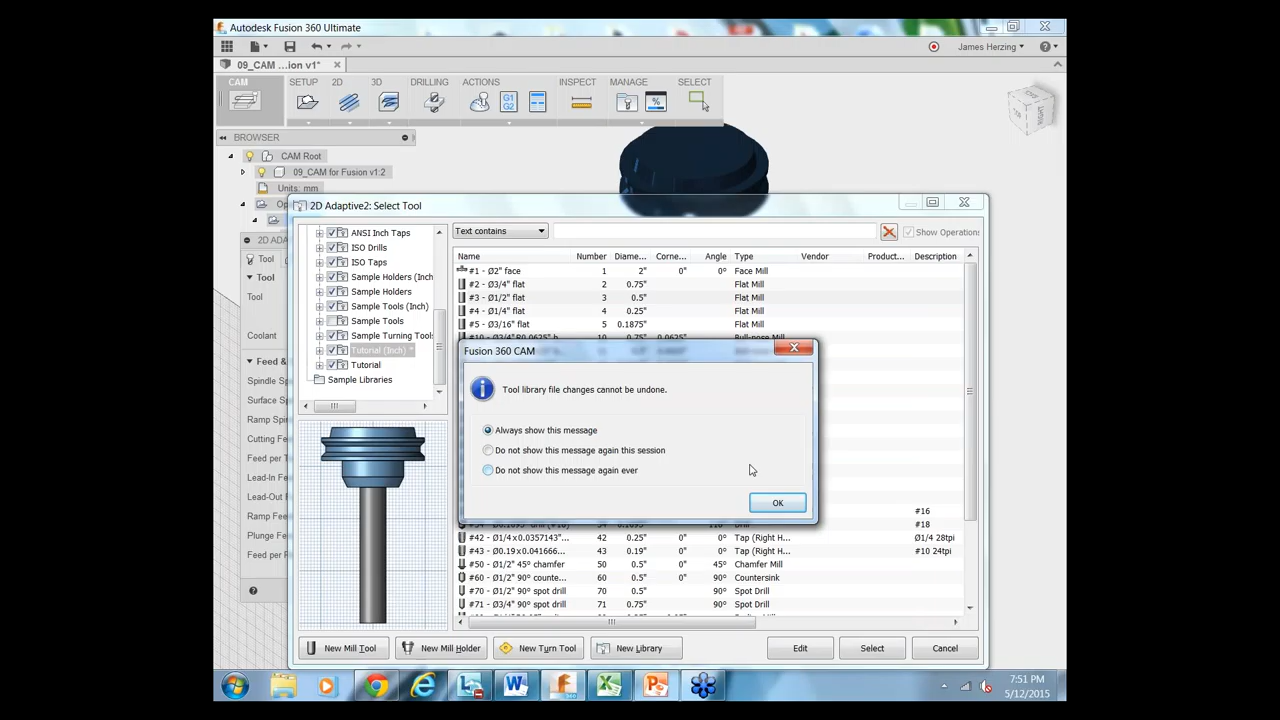 Autodesk Fusion 360 Ultimate
James Herzing
09_CAM ...ion v1*
CAM
SETUP
2D
3D
DRILLING
ACTIONS
INSPECT
MANAGE
SELECT
G1
G2
%
BROWSER
CAM Root
09_CAM for Fusion v1:2
Units: mm
2D Adaptive2: Select Tool
ANSI Inch Taps
ISO Drills
ISO Taps
Sample Holders (Inch
Sample Holders
Sample Tools (Inch)
Sample Tools
Sample Turning Tools
Tutorial (Inch) *
Tutorial
Sample Libraries
Text contains
Show Operations
Name Number Diame... Corne... Angle Type Vendor Product... Description
#1 - Ø2" face 1 2" 0" 0° Face Mill
#2 - Ø3/4" flat 2 0.75" Flat Mill
#3 - Ø1/2" flat 3 0.5" Flat Mill
#4 - Ø1/4" flat 4 0.25" Flat Mill
#5 - Ø3/16" flat 5 0.1875" Flat Mill
Fusion 360 CAM
Tool library file changes cannot be undone.
Always show this message
Do not show this message again this session
Do not show this message again ever
OK
#16
#18
#42 - Ø1/4x0.0357143"... 42 0.25" 0" 0° Tap (Right H... Ø1/4 28tpi
#43 - Ø0.19x0.041666... 43 0.19" 0" 0° Tap (Right H... #10 24tpi
#50 - Ø1/2" 45° chamfer 50 0.5" 0" 45° Chamfer Mill
#60 - Ø1/2" 90° counte... 60 0.5" 0" 90° Countersink
#70 - Ø1/2" 90° spot drill 70 0.5" 90° Spot Drill
#71 - Ø3/4" 90° spot drill 71 0.75" 90° Spot Drill
New Mill Tool
New Mill Holder
New Turn Tool
New Library
Edit
Select
Cancel
2D AD
Tool
Tool
Tool
Coolant
Feed &
Spindle S
Surface S
Ramp Spi
Cutting Fe
Feed per T
Lead-In F
Lead-Out F
Ramp Fee
Plunge Fe
Feed per R
7:51 PM
5/12/2015